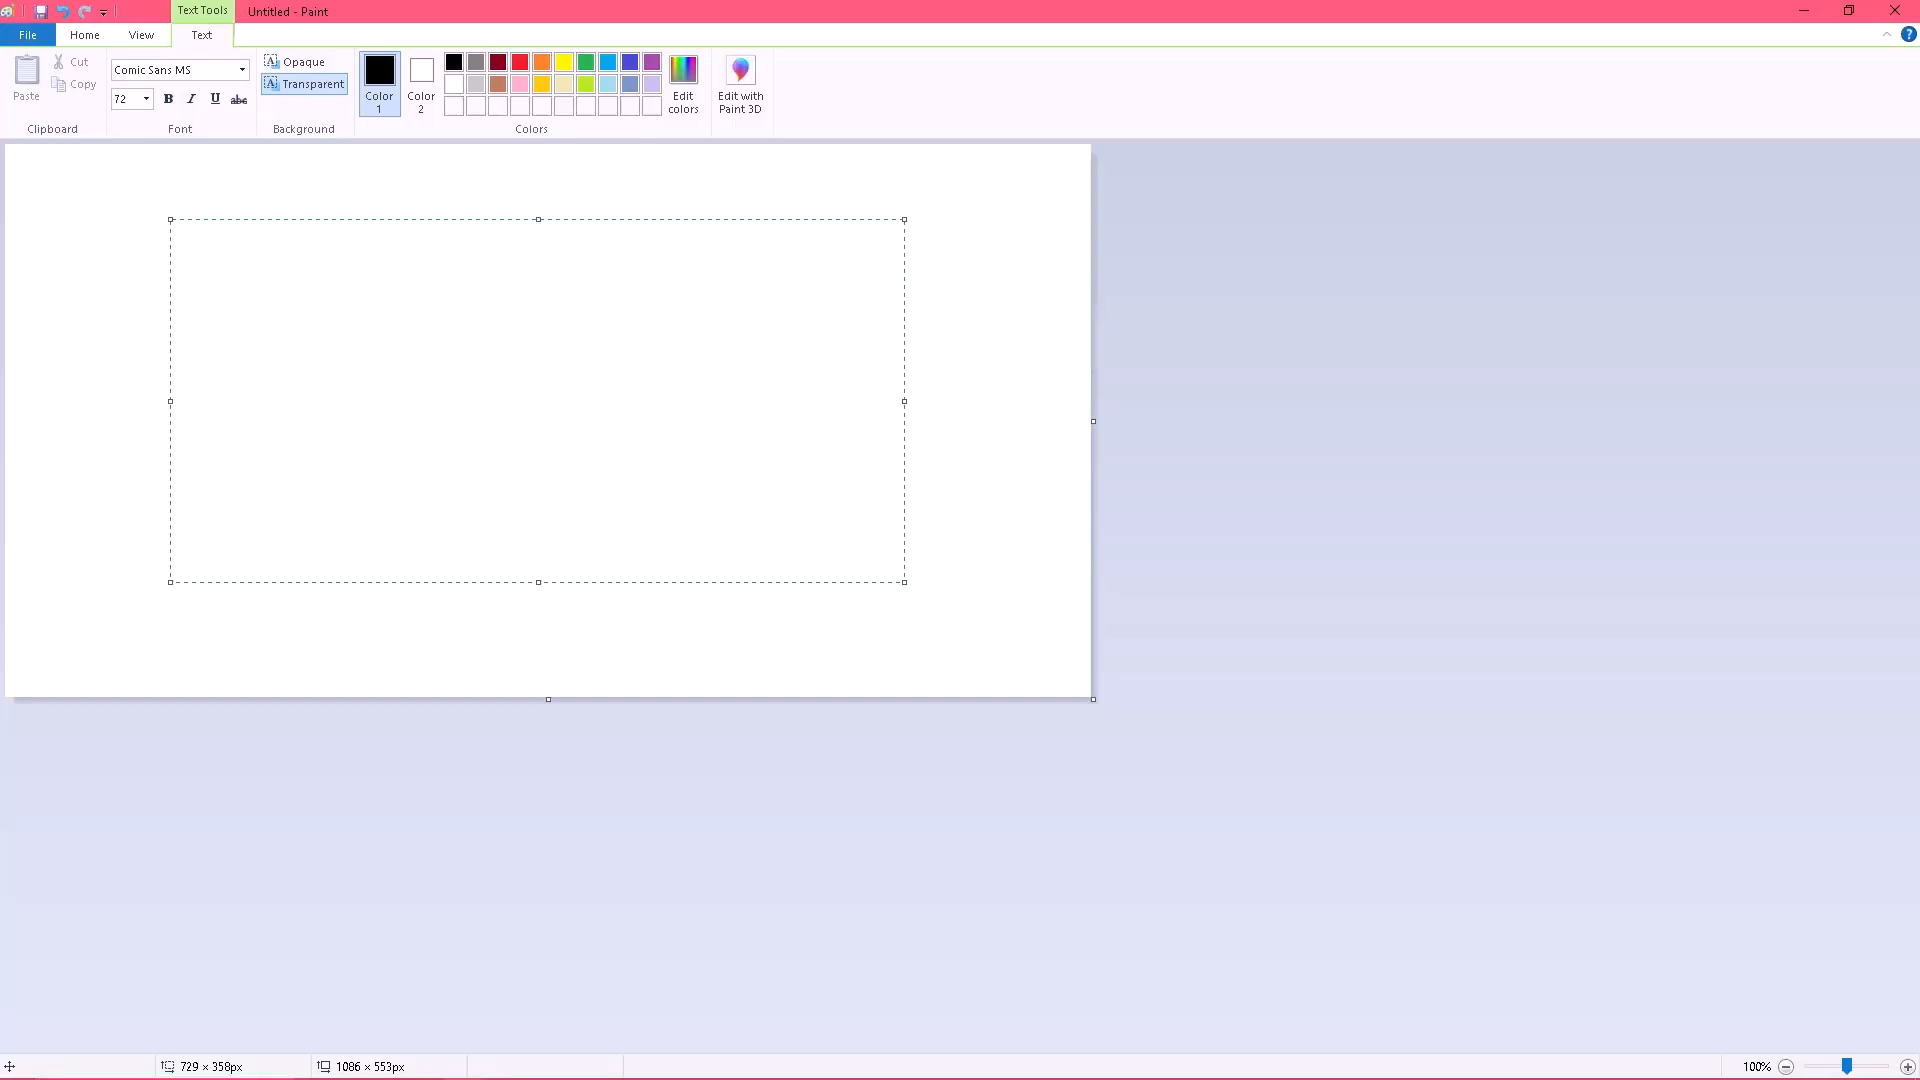 Text Tools
Untitled - Paint
File
Home
View
Text
?
Paste
Cut
Copy
Clipboard
Comic Sans MS
72
B
I
U
abc
Font
A Opaque
A Transparent
Background
Color
1
Color
2
Edit
colors
Colors
Edit with
Paint 3D
729 × 358px
1086 × 553px
100%